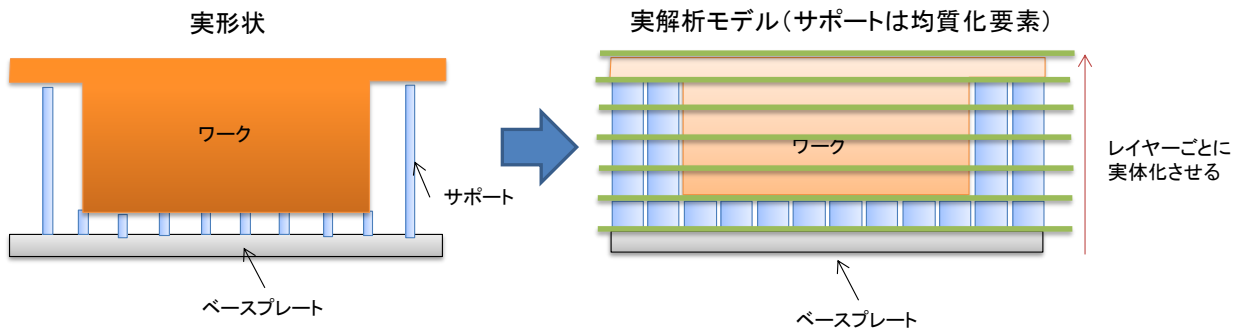 実形状
実解析モデル（サポートは均質化要素）
ワーク
ワーク
レイヤーごとに
実体化させる
サポート
ベースプレート
ベースプレート